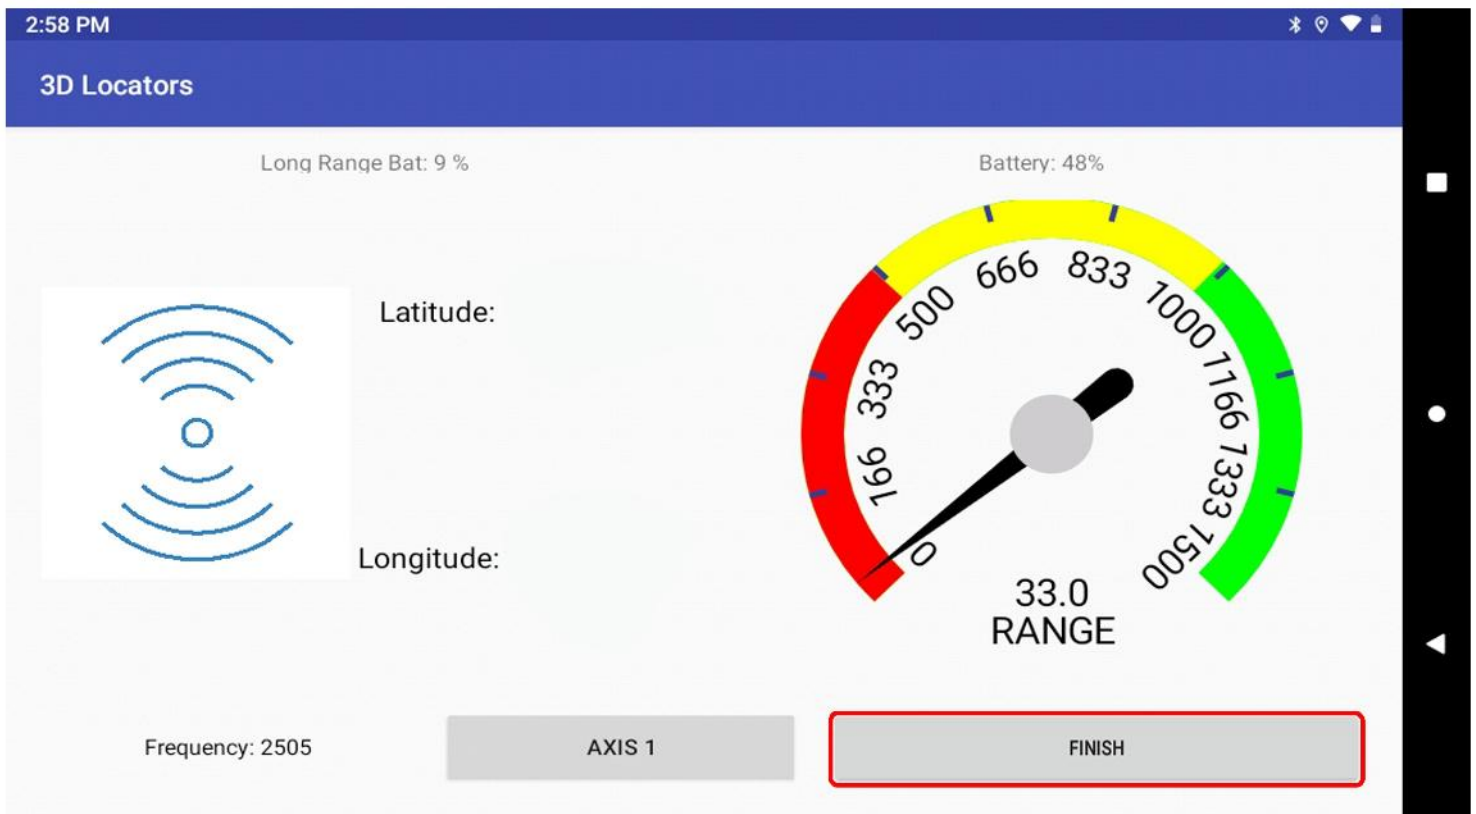 2:58 PM
3D Locators
Long Range Bat: 9 %
Battery: 48%
Latitude:
Longitude:
0
166
333
500
666
833
1000
1166
1333
1500
33.0
RANGE
Frequency: 2505
AXIS 1
FINISH